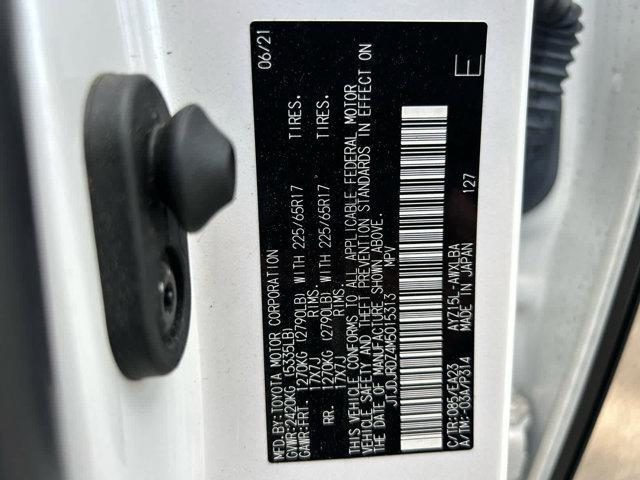 MFD.BY:TOYOTA MOTOR CORPORATION 06/21
GVWR:2420KG (5335LB)
GAWR:FRT. 1270KG (2790LB) WITH 225/65R17 TIRES.
17X7J RIMS.
RR. 1270KG (2790LB) WITH 225/65R17 TIRES.
17X7J RIMS.
THIS VEHICLE CONFORMS TO ALL APPLICABLE FEDERAL MOTOR
VEHICLE SAFETY AND THEFT PREVENTION STANDARDS IN EFFECT ON
THE DATE OF MANUFACTURE SHOWN ABOVE.
MPV
C/TR:085/EA23 AYZ15L-AWXLBA 127 E
A/TM:-03A/P314 MADE IN JAPAN